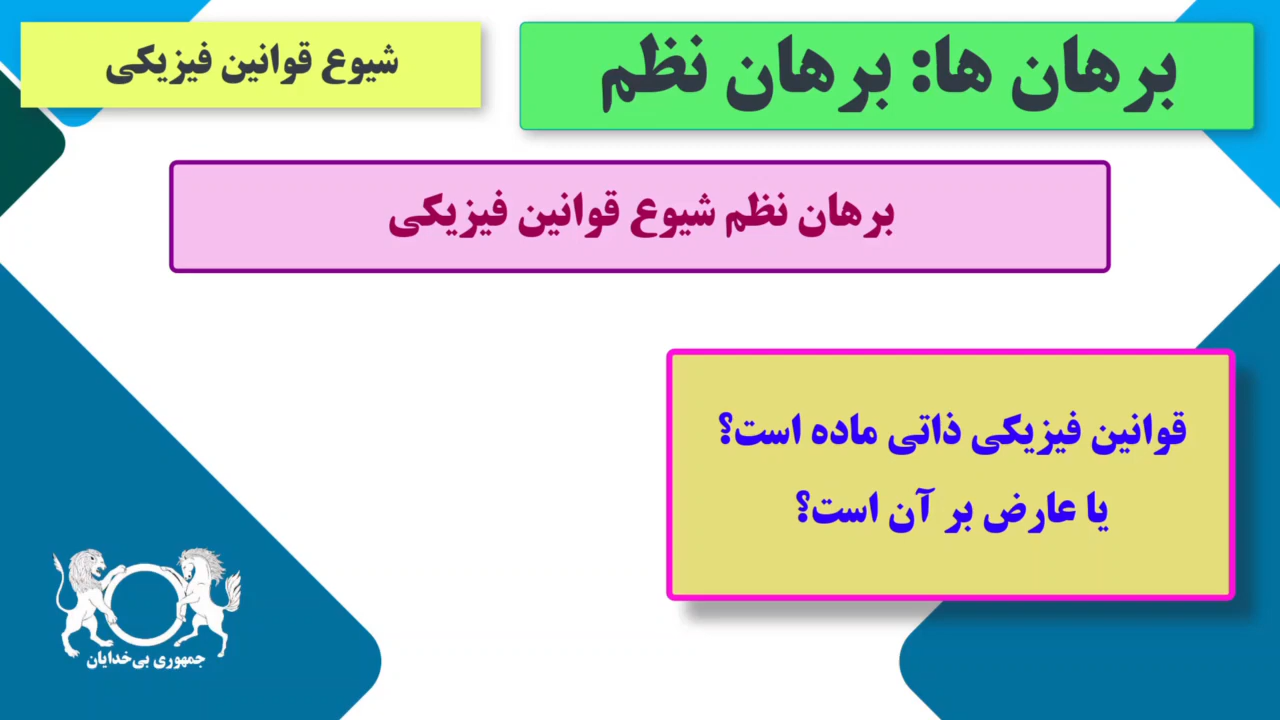 برهان ها: برهان نظم
شیوع قوانین فیزیکی
برهان نظم شیوع قوانین فیزیکی
قوانین فیزیکی ذاتی ماده است؟
یا عارض بر آن است؟
جمهوری بی‌خدایان